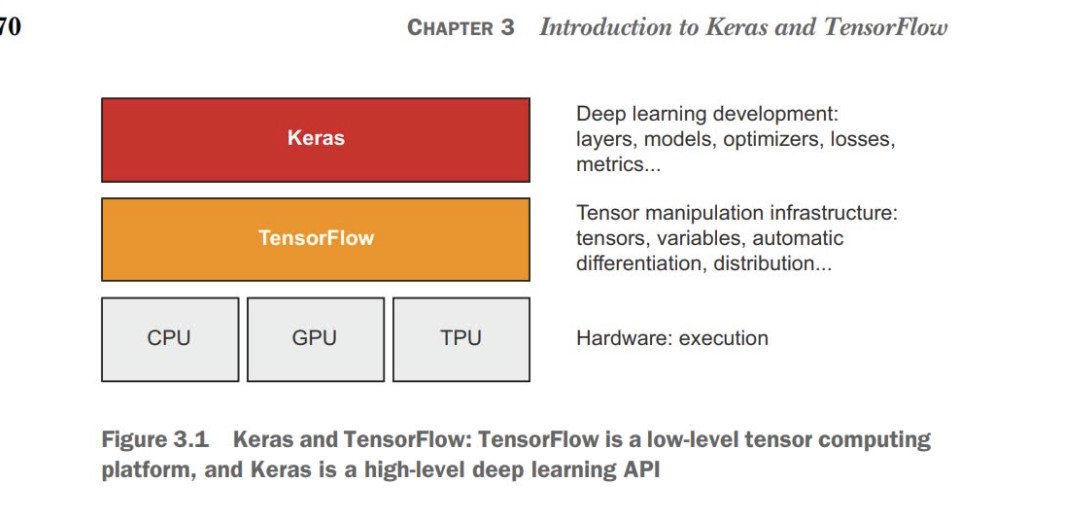 70 CHAPTER 3 Introduction to Keras and TensorFlow
Keras
Deep learning development:
layers, models, optimizers, losses,
metrics...
TensorFlow
Tensor manipulation infrastructure:
tensors, variables, automatic
differentiation, distribution...
CPU GPU TPU
Hardware: execution
Figure 3.1 Keras and TensorFlow: TensorFlow is a low-level tensor computing
platform, and Keras is a high-level deep learning API